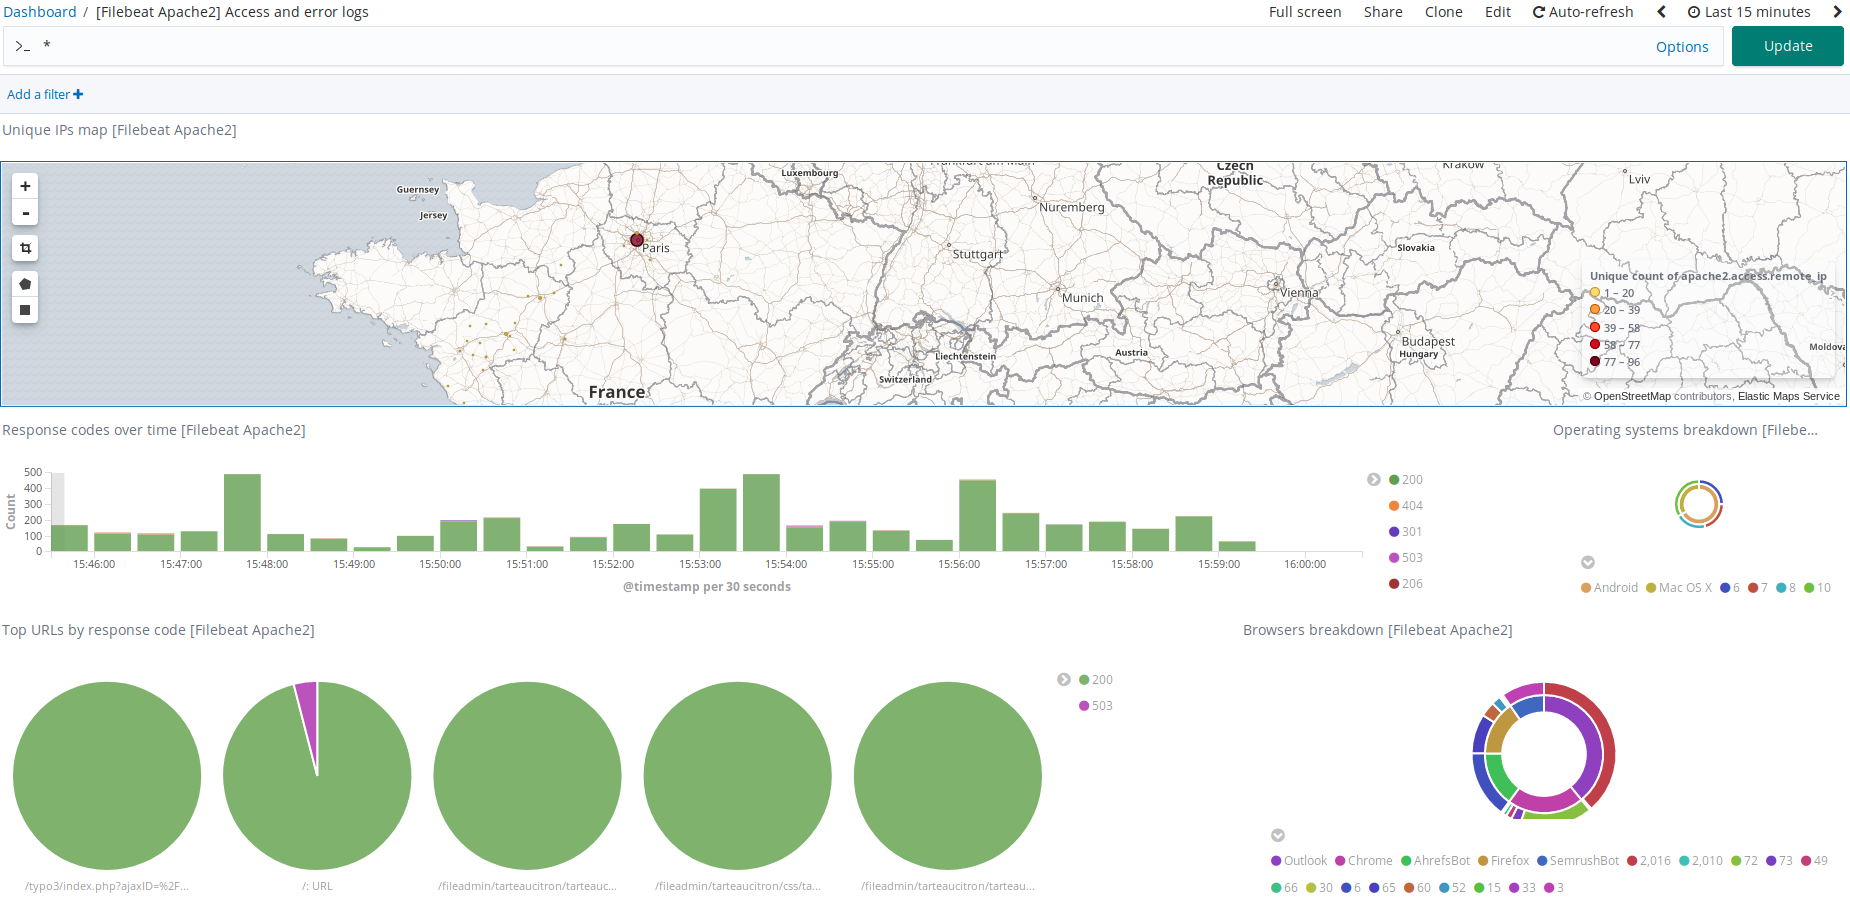 Dashboard / [Filebeat Apache2] Access and error logs Full screen Share Clone Edit Auto-refresh Last 15 minutes
>_ * Options Update
Add a filter +
Unique IPs map [Filebeat Apache2]
+
-
Guernsey
Jersey
Paris
France
Luxembourg
Frankfurt am Main
Nuremberg
Stuttgart
Munich
Liechtenstein
Switzerland
Czech
Republic
Austria
Vienna
Krakow
Lviv
Slovakia
Budapest
Hungary
Moldova
Unique count of apache2.access.remote_ip
1 – 20
20 – 39
39 – 58
58 – 77
77 – 96
© OpenStreetMap contributors, Elastic Maps Service
Response codes over time [Filebeat Apache2]
Count
500
400
300
200
100
0
15:46:00 15:47:00 15:48:00 15:49:00 15:50:00 15:51:00 15:52:00 15:53:00 15:54:00 15:55:00 15:56:00 15:57:00 15:58:00 15:59:00 16:00:00
@timestamp per 30 seconds
200
404
301
503
206
Operating systems breakdown [Filebe...
Android Mac OS X 6 7 8 10
Top URLs by response code [Filebeat Apache2]
/typo3/index.php?ajaxID=%2F... /: URL /fileadmin/tarteaucitron/tarteauc... /fileadmin/tarteaucitron/css/ta... /fileadmin/tarteaucitron/tarteau...
200
503
Browsers breakdown [Filebeat Apache2]
Outlook Chrome AhrefsBot Firefox SemrushBot 2,016 2,010 72 73 49
66 30 6 65 60 52 15 33 3